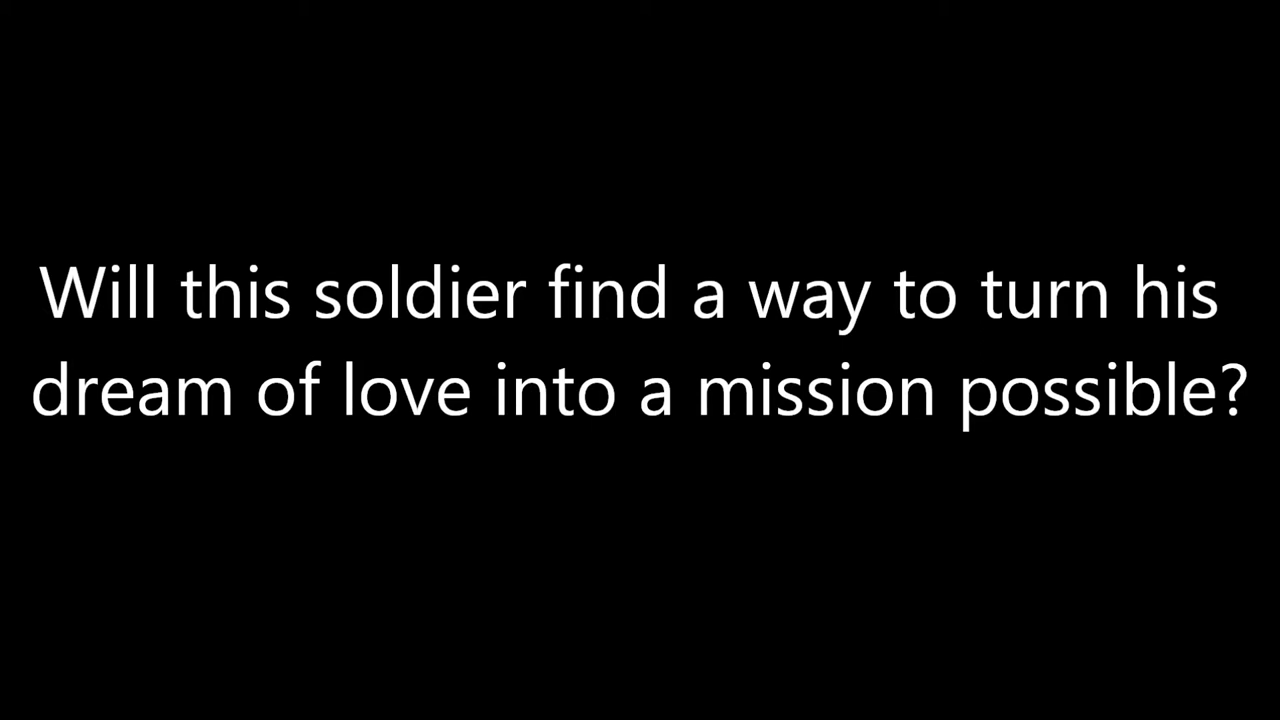 Will this soldier find a way to turn his
dream of love into a mission possible?